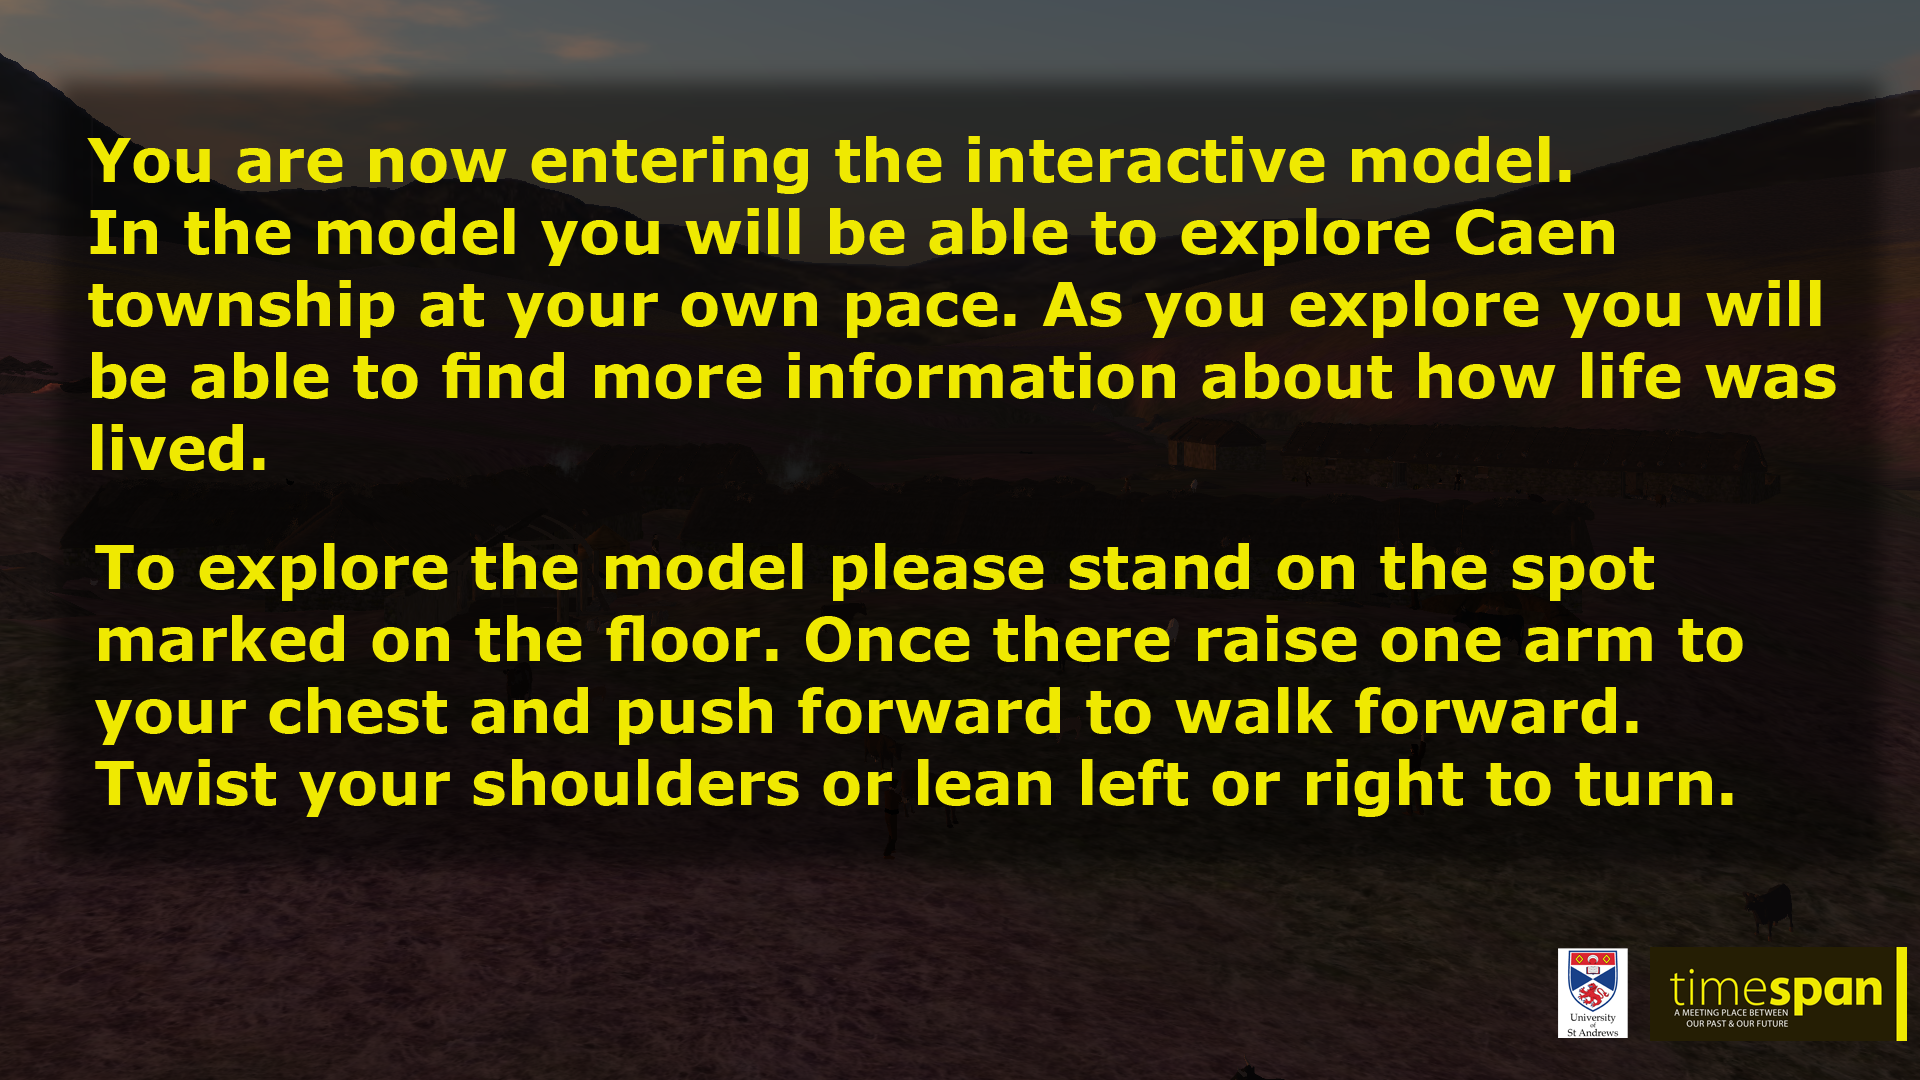 You are now entering the interactive model.
In the model you will be able to explore Caen
township at your own pace. As you explore you will
be able to find more information about how life was
lived.
To explore the model please stand on the spot
marked on the floor. Once there raise one arm to
your chest and push forward to walk forward.
Twist your shoulders or lean left or right to turn.
University
of
St Andrews
timespan
A MEETING PLACE BETWEEN
OUR PAST & OUR FUTURE